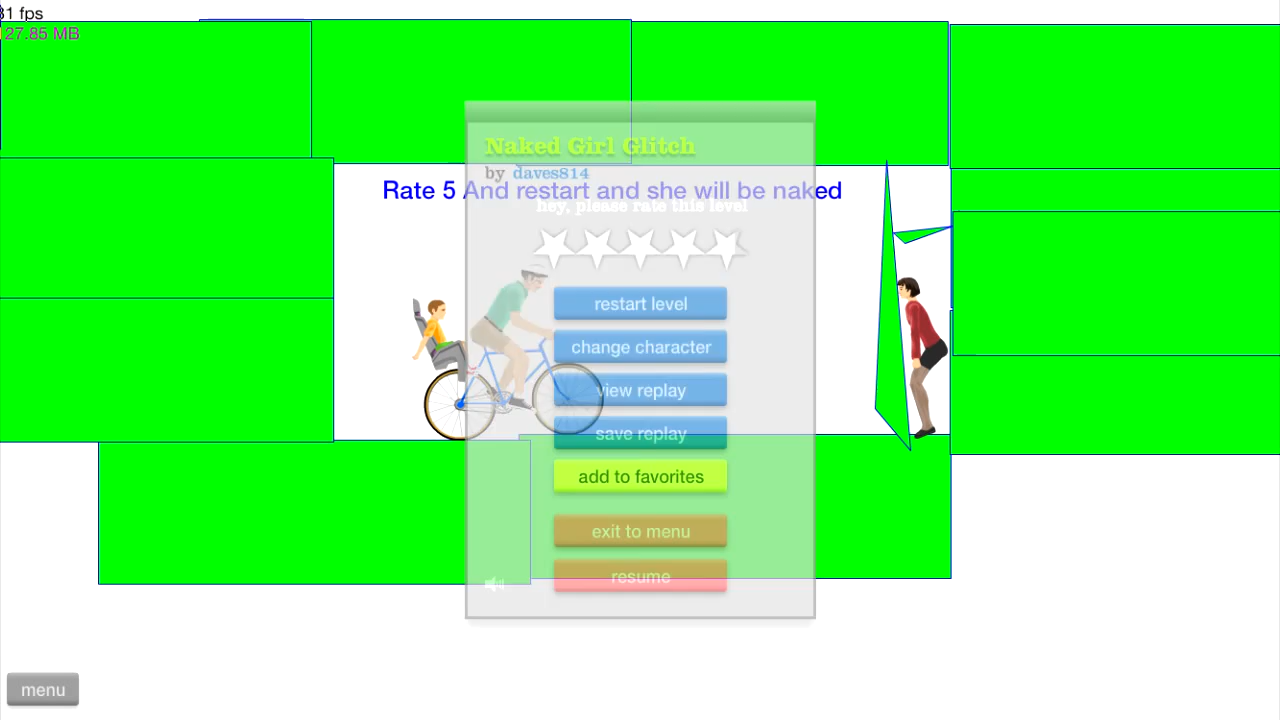 31 fps
27.85 MB
Naked Girl Glitch
by daves814
Rate 5 And restart and she will be naked
hey, please rate this level
restart level
change character
view replay
save replay
add to favorites
exit to menu
resume
menu